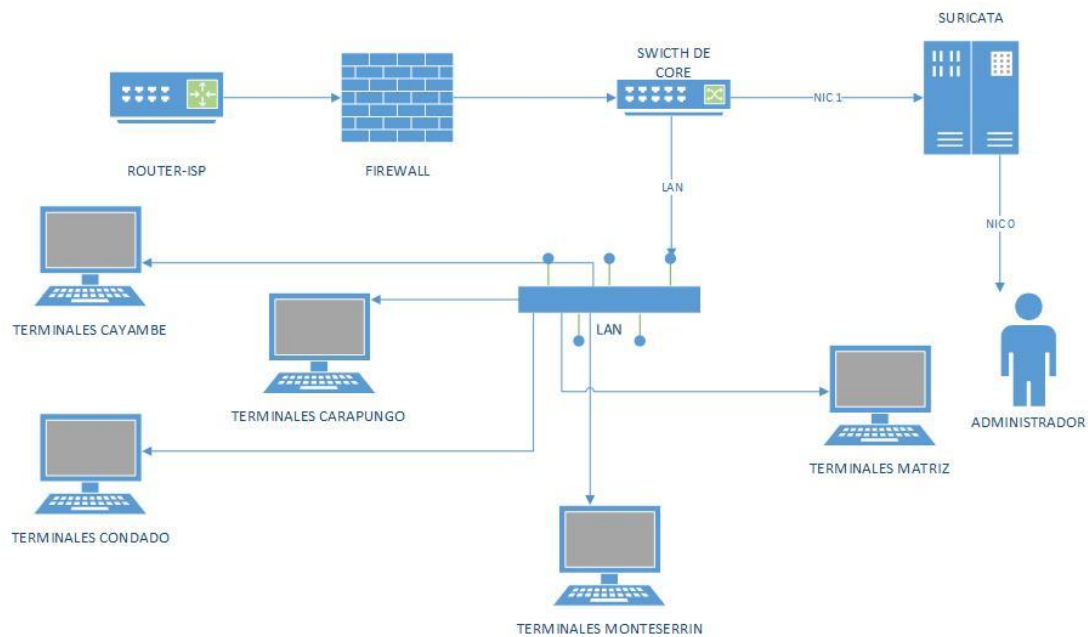 SURICATA
SWICTH DE
CORE
NIC 1
ROUTER-ISP
FIREWALL
LAN
NIC 0
TERMINALES CAYAMBE
LAN
TERMINALES CARAPUNGO
ADMINISTRADOR
TERMINALES MATRIZ
TERMINALES CONDADO
TERMINALES MONTESERRIN